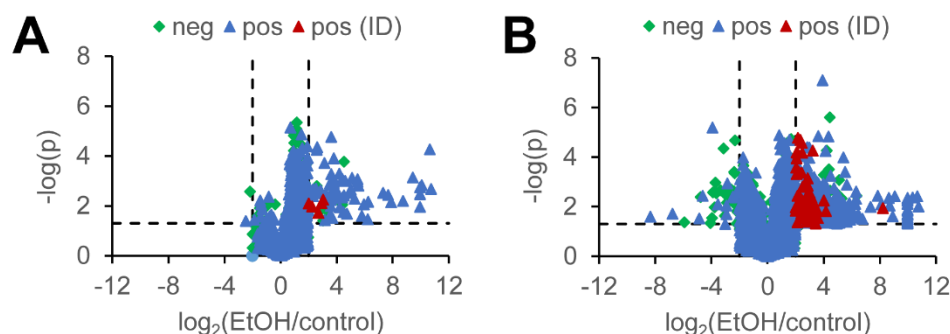 A
neg pos pos (ID)
8
6
4
2
0
-log(p)
-12 -8 -4 0 4 8 12
log₂(EtOH/control)
B
neg pos pos (ID)
8
6
4
2
0
-log(p)
-12 -8 -4 0 4 8 12
log₂(EtOH/control)